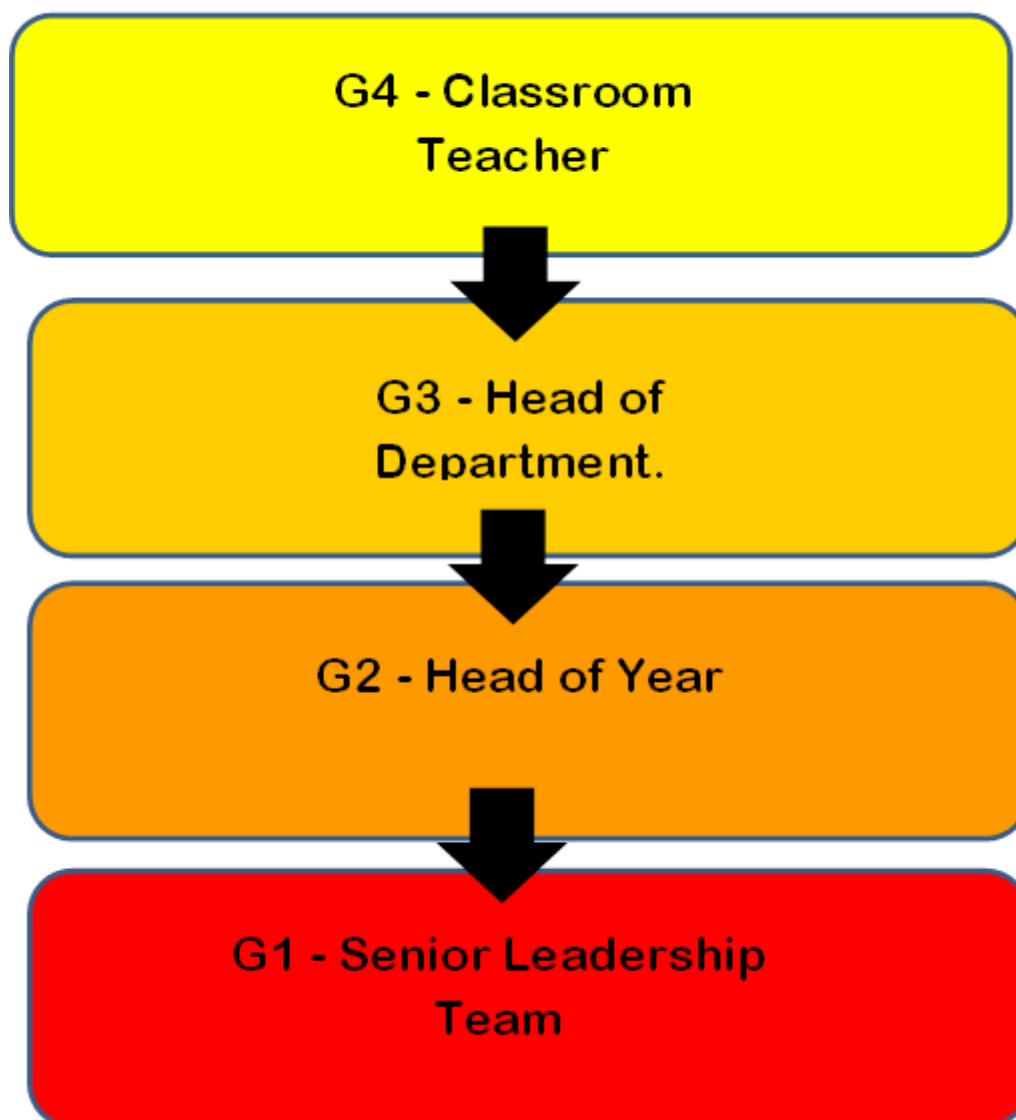 G4 - Classroom
Teacher
G3 - Head of
Department.
G2 - Head of Year
G1 - Senior Leadership
Team